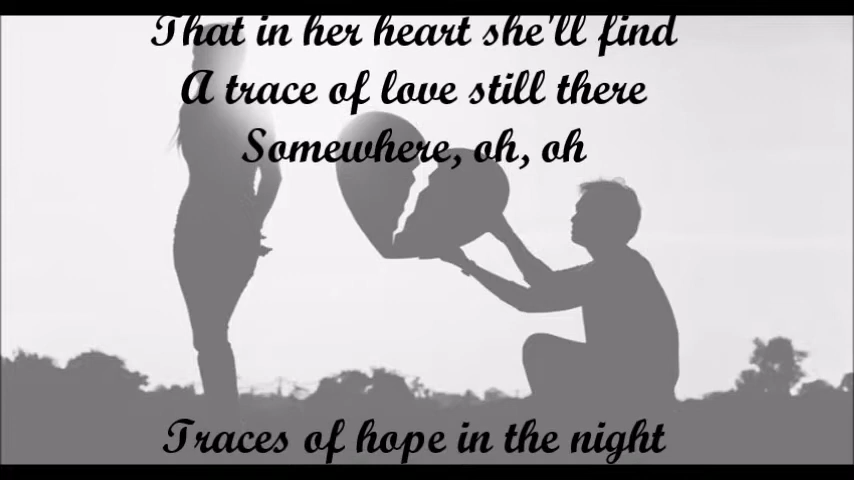 That in her heart she'll find
A trace of love still there
Somewhere, oh, oh
Traces of hope in the night